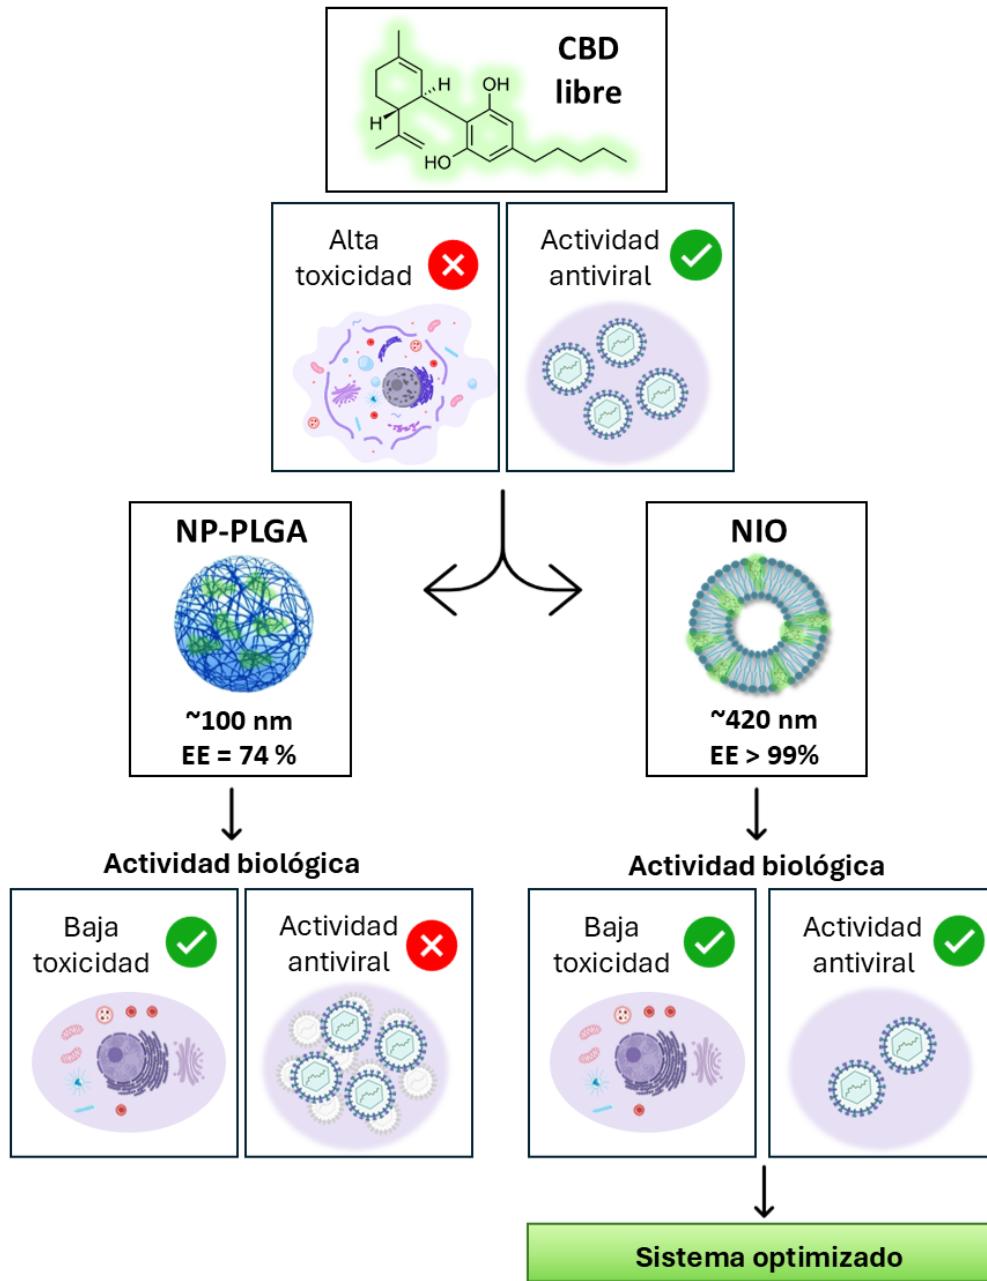 CBD
libre
H
OH
H
HO
Alta
toxicidad
Actividad
antiviral
NP-PLGA
~100 nm
EE = 74 %
NIO
~420 nm
EE > 99%
Actividad biológica
Baja
toxicidad
Actividad
antiviral
Actividad biológica
Baja
toxicidad
Actividad
antiviral
Sistema optimizado